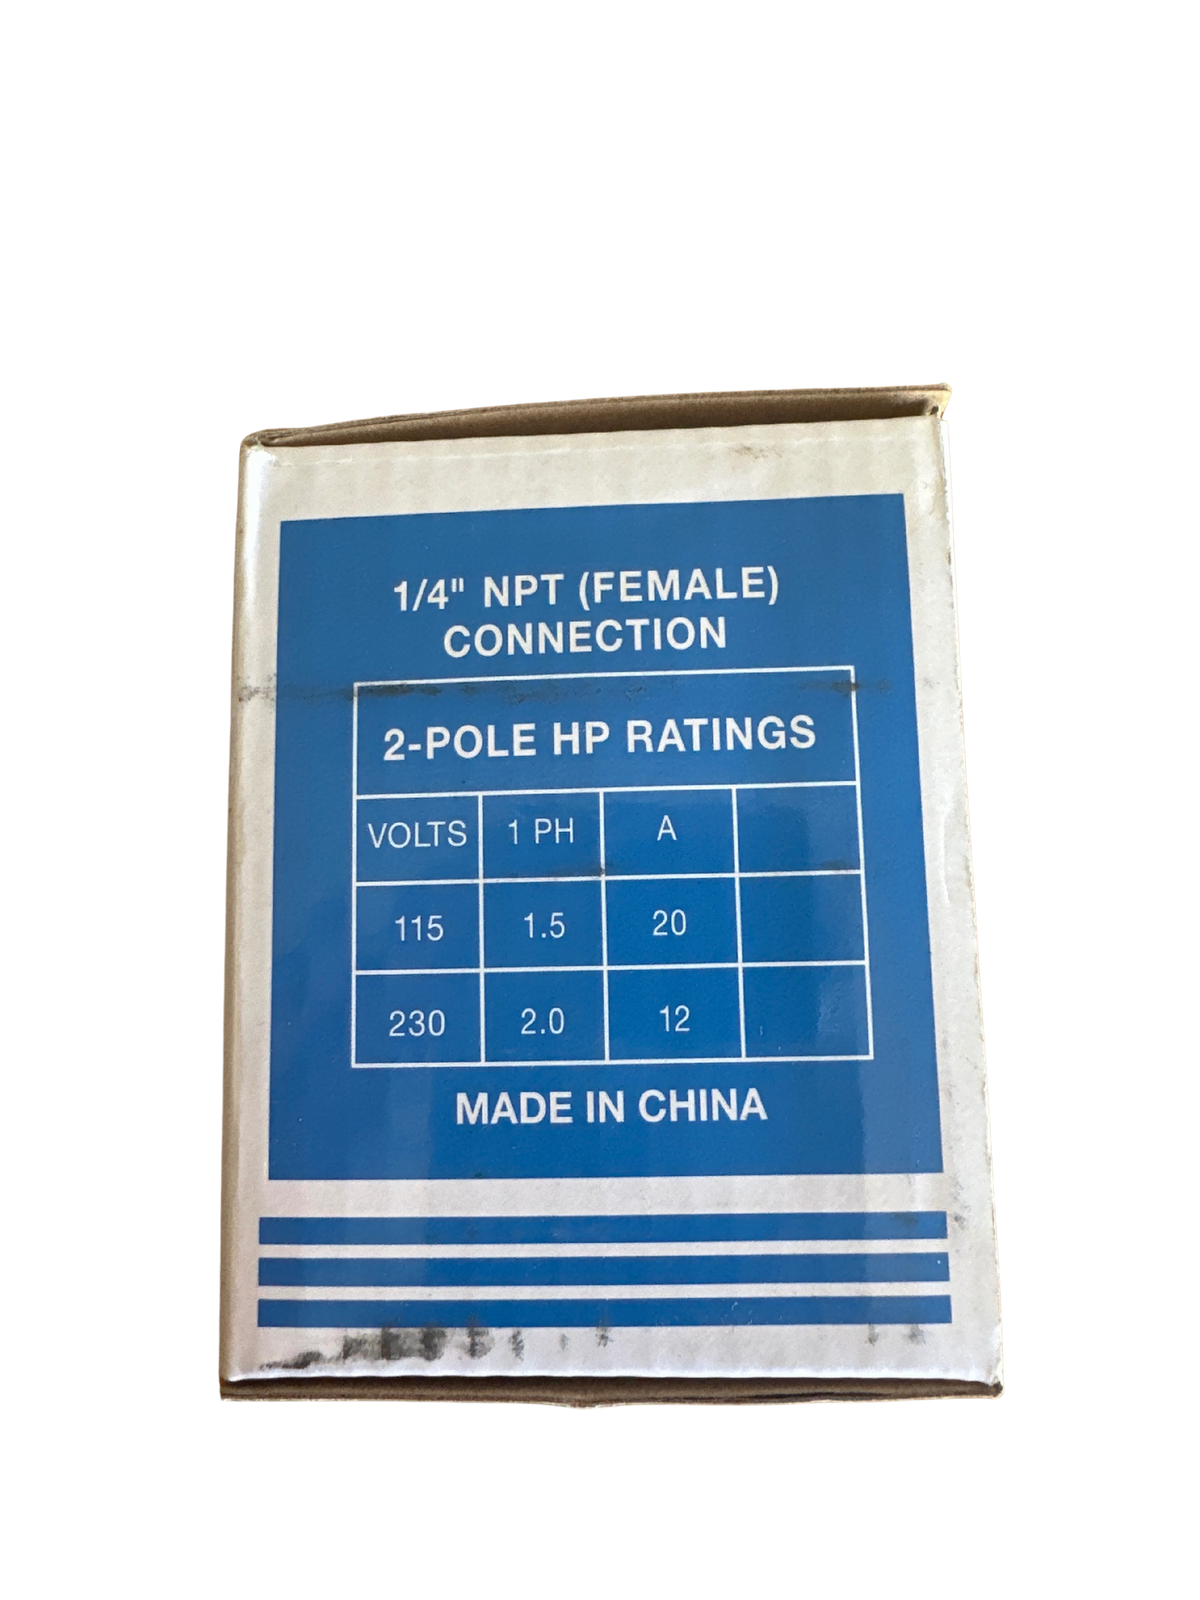 1/4" NPT (FEMALE)
CONNECTION
2-POLE HP RATINGS
VOLTS 1 PH A
115 1.5 20
230 2.0 12
MADE IN CHINA